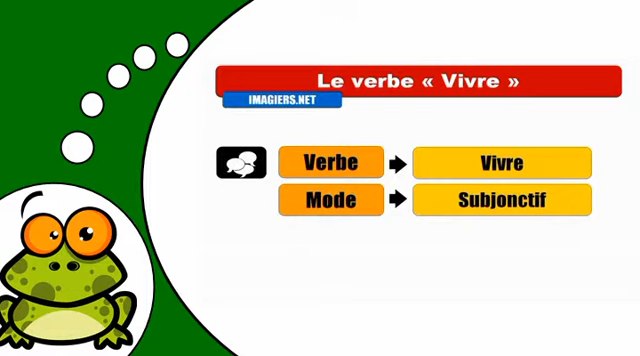 Le verbe « Vivre »
IMAGIERS.NET
Verbe Vivre
Mode Subjonctif